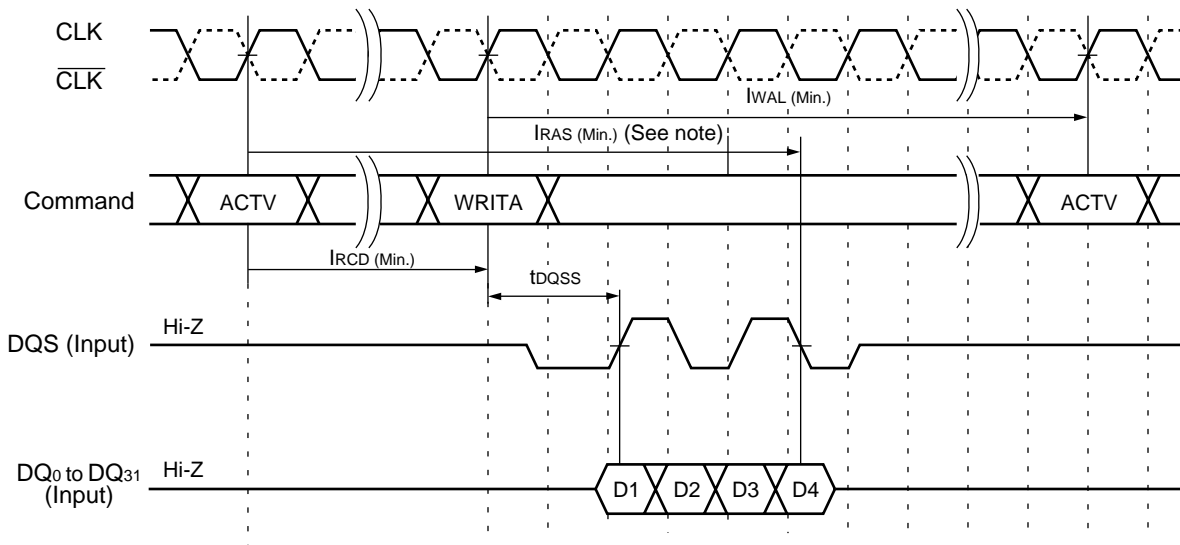 CLK
CLK
IWAL (Min.)
IRAS (Min.) (See note)
Command
ACTV
WRITA
ACTV
IRCD (Min.)
tDQSS
DQS (Input)
Hi-Z
DQ0 to DQ31
(Input)
Hi-Z
D1
D2
D3
D4